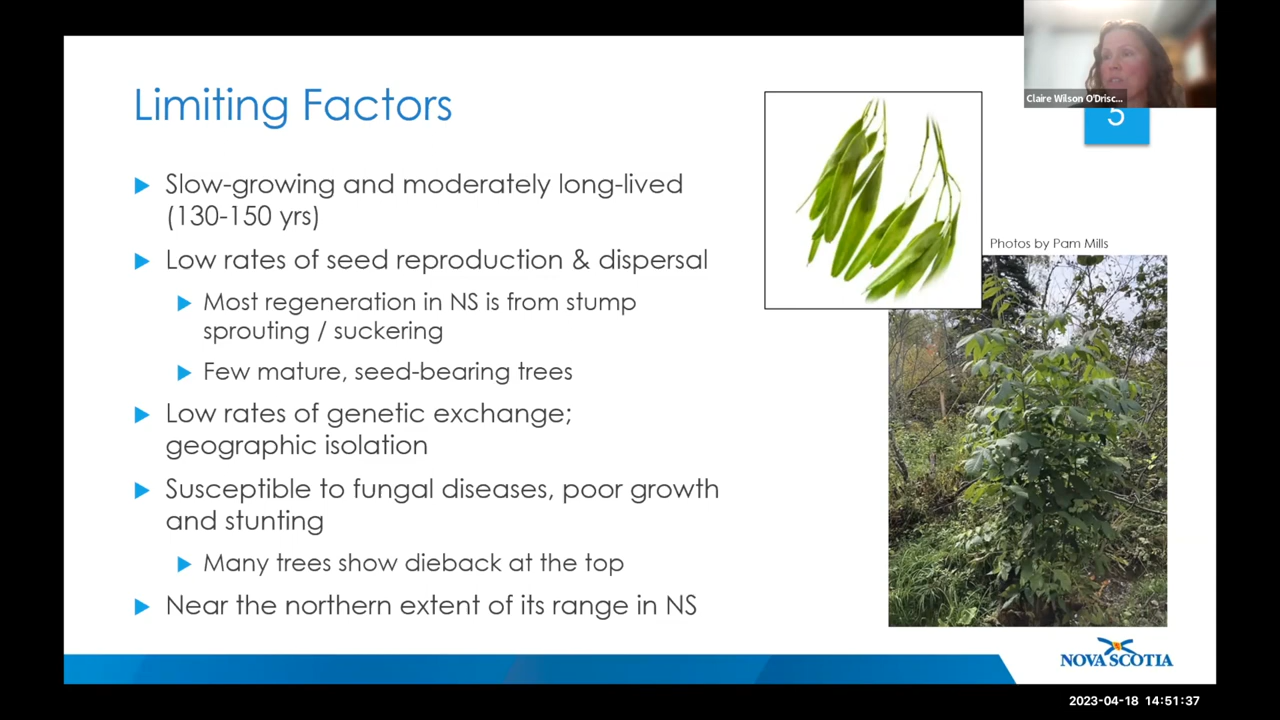 Limiting Factors
Slow-growing and moderately long-lived
(130-150 yrs)
Low rates of seed reproduction & dispersal
Most regeneration in NS is from stump
sprouting / suckering
Few mature, seed-bearing trees
Low rates of genetic exchange;
geographic isolation
Susceptible to fungal diseases, poor growth
and stunting
Many trees show dieback at the top
Near the northern extent of its range in NS
Claire Wilson O'Drisc...
5
Photos by Pam Mills
NOVA SCOTIA
2023-04-18 14:51:37